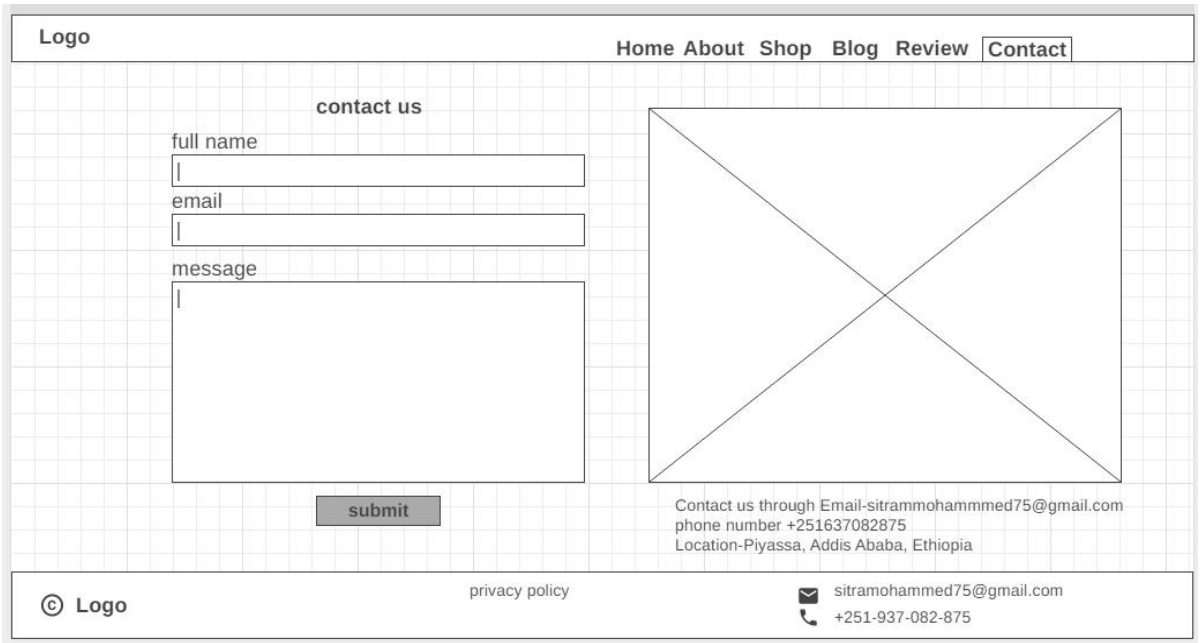 Logo
Home About Shop Blog Review Contact
contact us
full name
email
message
submit
Contact us through Email-sitrammohammmed75@gmail.com
phone number +251637082875
Location-Piyassa, Addis Ababa, Ethiopia
© Logo
privacy policy
sitramohammed75@gmail.com
+251-937-082-875